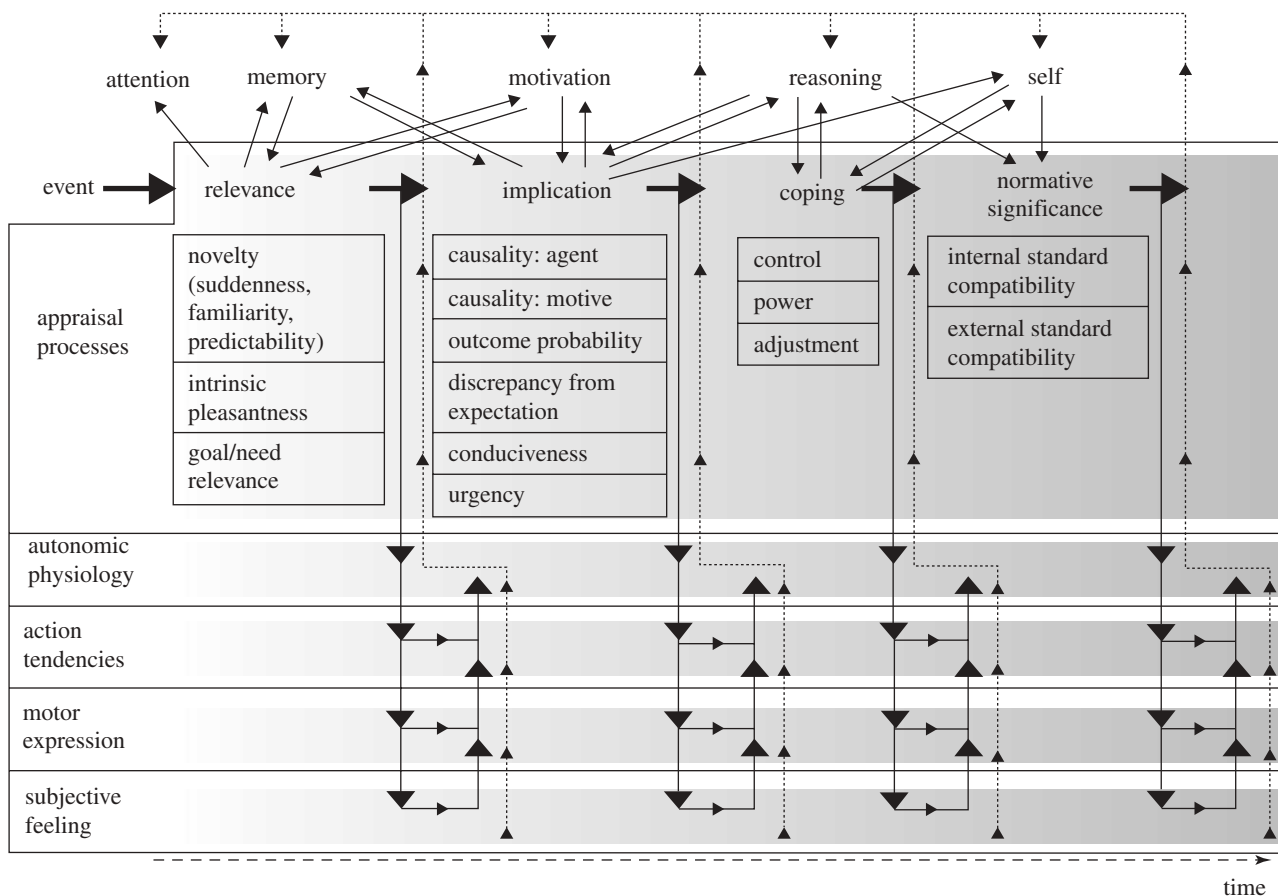 attention
memory
motivation
reasoning
self
event
relevance
implication
coping
normative
significance
appraisal
processes
novelty
(suddenness,
familiarity,
predictability)
intrinsic
pleasantness
goal/need
relevance
causality: agent
causality: motive
outcome probability
discrepancy from
expectation
conduciveness
urgency
control
power
adjustment
internal standard
compatibility
external standard
compatibility
autonomic
physiology
action
tendencies
motor
expression
subjective
feeling
time